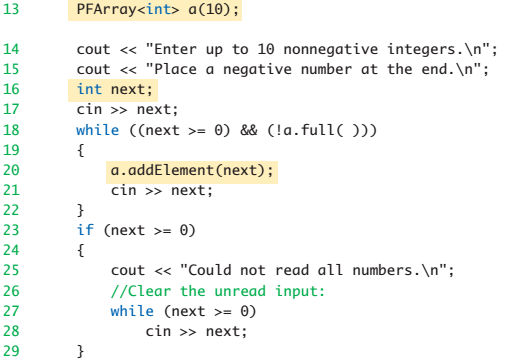 13 PFArray<int> a(10);
14 cout << "Enter up to 10 nonnegative integers.\n";
15 cout << "Place a negative number at the end.\n";
16 int next;
17 cin >> next;
18 while ((next >= 0) && (!a.full( )))
19 {
20 a.addElement(next);
21 cin >> next;
22 }
23 if (next >= 0)
24 {
25 cout << "Could not read all numbers.\n";
26 //Clear the unread input:
27 while (next >= 0)
28 cin >> next;
29 }